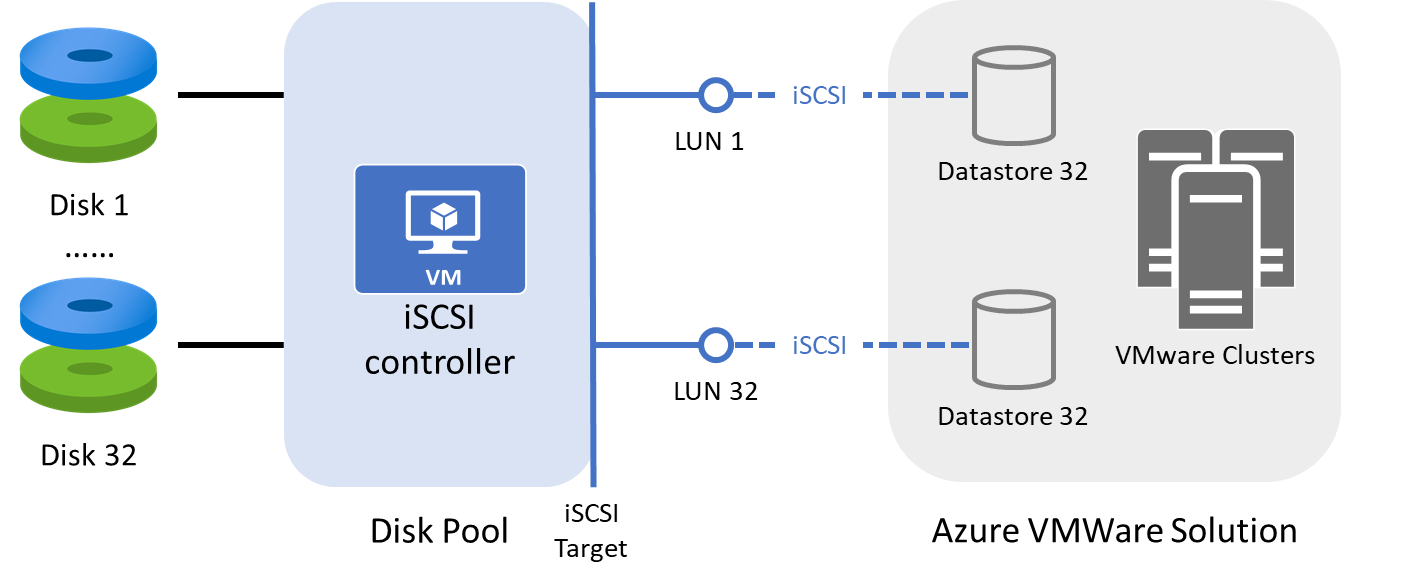 Disk 1
......
Disk 32
VM
iSCSI
controller
Disk Pool
iSCSI
Target
LUN 1
iSCSI
LUN 32
iSCSI
Datastore 32
Datastore 32
VMware Clusters
Azure VMWare Solution